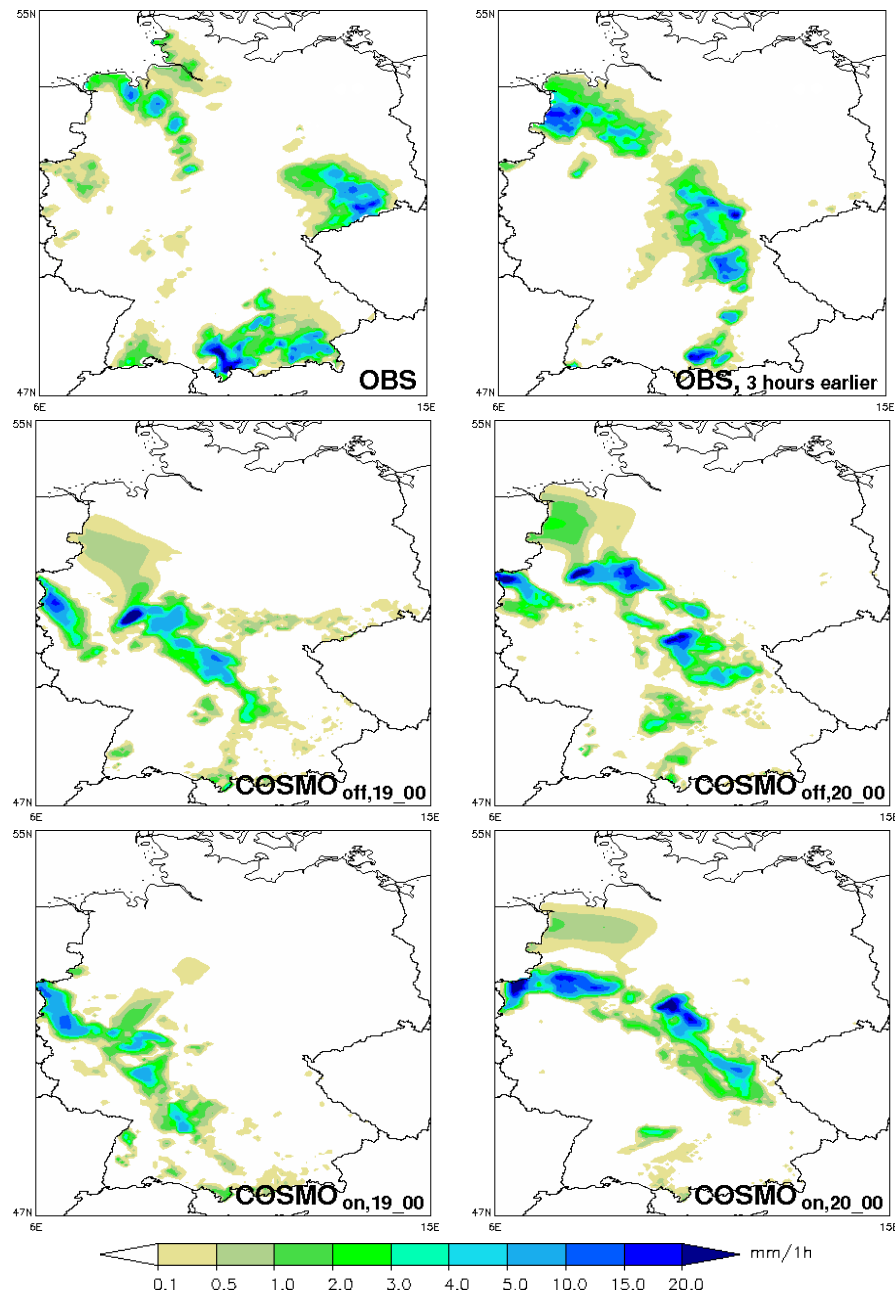 55N
OBS
47N
6E
15E
55N
OBS, 3 hours earlier
47N
6E
15E
55N
COSMO off,19_00
47N
6E
15E
55N
COSMO off,20_00
47N
6E
15E
55N
COSMO on,19_00
47N
6E
15E
55N
COSMO on,20_00
47N
6E
15E
mm/1h
0.1 0.5 1.0 2.0 3.0 4.0 5.0 10.0 15.0 20.0